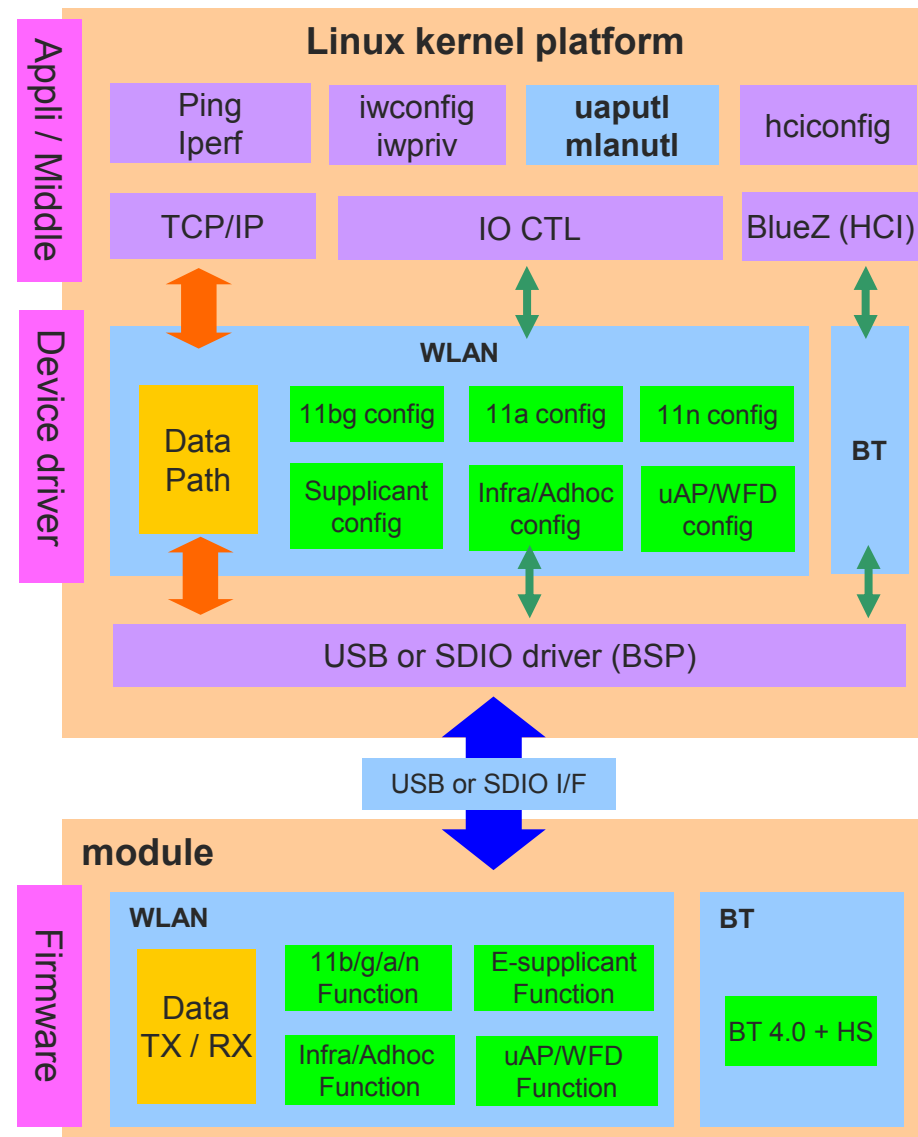 Appli / Middle
Linux kernel platform
Ping
Iperf
iwconfig
iwpriv
uaputl
mlanutl
hciconfig
TCP/IP
IO CTL
BlueZ (HCI)
Device driver
WLAN
Data
Path
11bg config
11a config
11n config
Supplicant
config
Infra/Adhoc
config
uAP/WFD
config
BT
USB or SDIO driver (BSP)
USB or SDIO I/F
module
Firmware
WLAN
Data
TX / RX
11b/g/a/n
Function
E-supplicant
Function
Infra/Adhoc
Function
uAP/WFD
Function
BT
BT 4.0 + HS